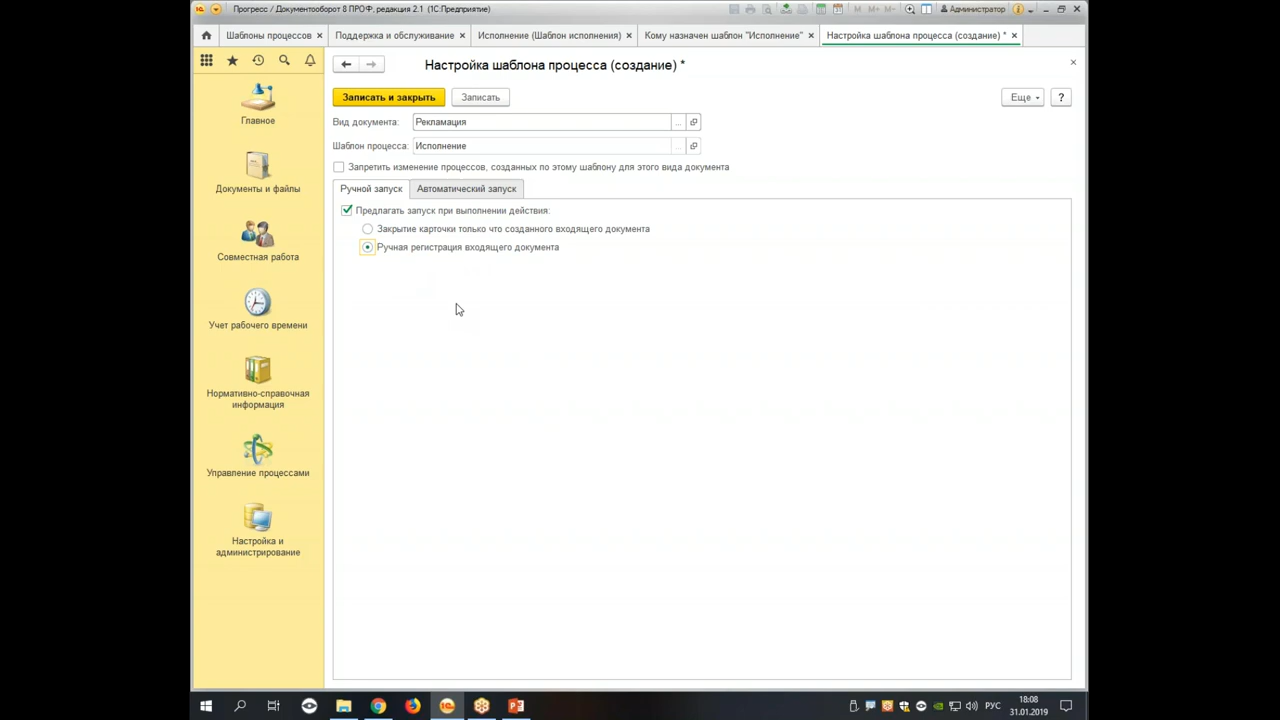 Прогресс / Документооборот 8 ПРОФ, редакция 2.1 (1С:Предприятие)
M M+ M- Администратор
Шаблоны процессов × Поддержка и обслуживание × Исполнение (Шаблон исполнения) × Кому назначен шаблон "Исполнение" × Настройка шаблона процесса (создание) * ×
Настройка шаблона процесса (создание) *
Записать и закрыть Записать Еще ?
Вид документа: Рекламация
Шаблон процесса: Исполнение
Запретить изменение процессов, созданных по этому шаблону для этого вида документа
Ручной запуск Автоматический запуск
Предлагать запуск при выполнении действия:
Закрытие карточки только что созданного входящего документа
Ручная регистрация входящего документа
Главное
Документы и файлы
Совместная работа
Учет рабочего времени
Нормативно-справочная
информация
Управление процессами
Настройка и
администрирование
РУС
18:08
31.01.2019